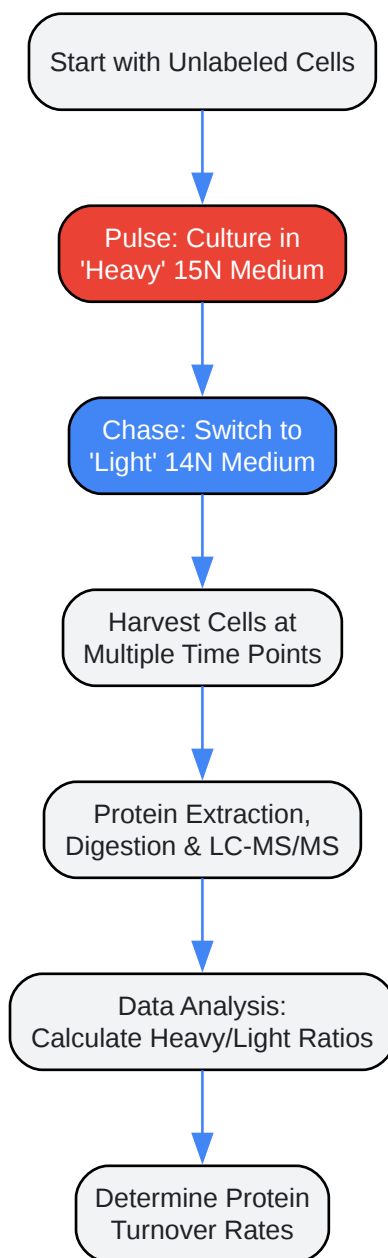 Start with Unlabeled Cells
Pulse: Culture in
'Heavy' 15N Medium
Chase: Switch to
'Light' 14N Medium
Harvest Cells at
Multiple Time Points
Protein Extraction,
Digestion & LC-MS/MS
Data Analysis:
Calculate Heavy/Light Ratios
Determine Protein
Turnover Rates